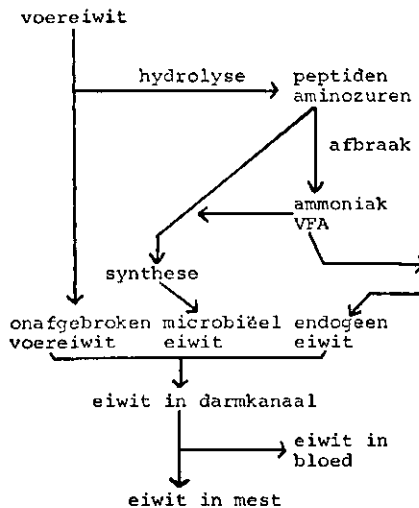 voereiwit
hydrolyse
peptiden
aminozuren
afbraak
ammoniak
VFA
synthese
onafgebroken
voereiwit
microbiëel
eiwit
endogeen
eiwit
eiwit in darmkanaal
eiwit in
bloed
eiwit in mest